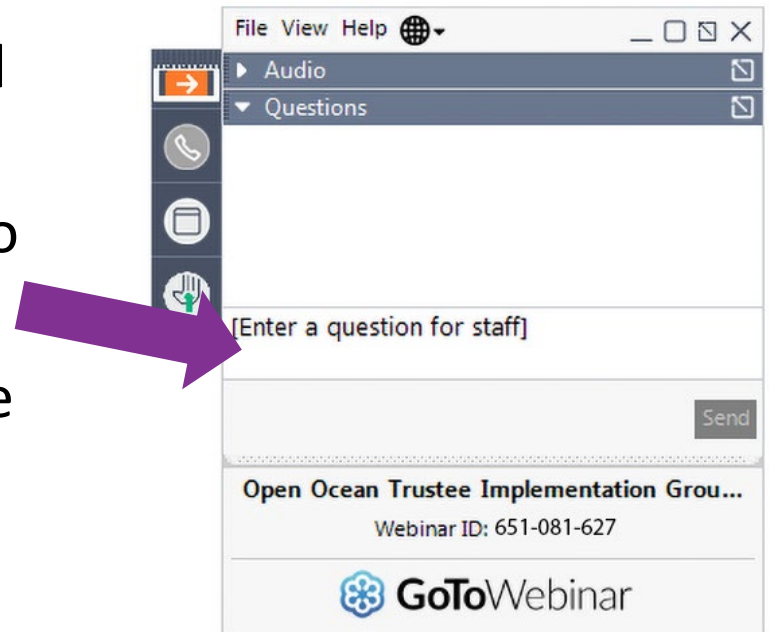 File View Help
Audio
Questions
o
e
[Enter a question for staff]
Send
Open Ocean Trustee Implementation Grou...
Webinar ID: 651-081-627
GoToWebinar